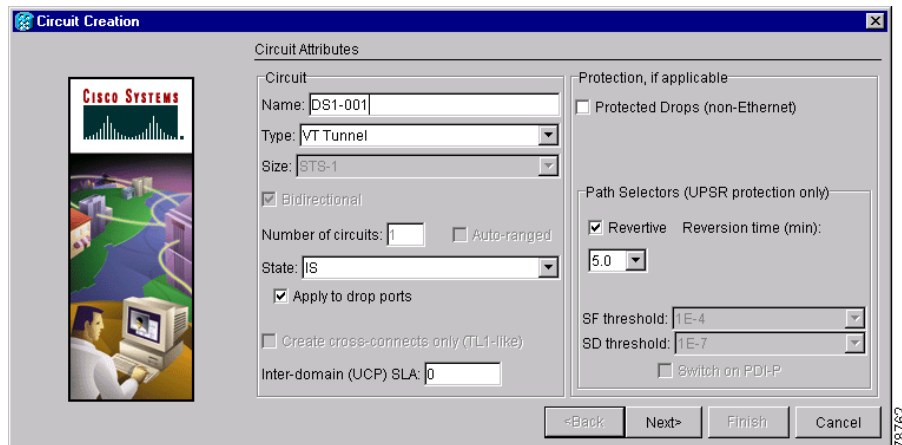 Circuit Creation
Circuit Attributes
CISCO SYSTEMS
Circuit
Name: DS1-001
Type: VT Tunnel
Size: STS-1
Bidirectional
Number of circuits: 1 Auto-ranged
State: IS
Apply to drop ports
Create cross-connects only (TL1-like)
Inter-domain (UCP) SLA: 0
Protection, if applicable
Protected Drops (non-Ethernet)
Path Selectors (UPSR protection only)
Revertive Reversion time (min):
5.0
SF threshold: 1E-4
SD threshold: 1E-7
Switch on PDI-P
<Back Next> Finish Cancel
78762